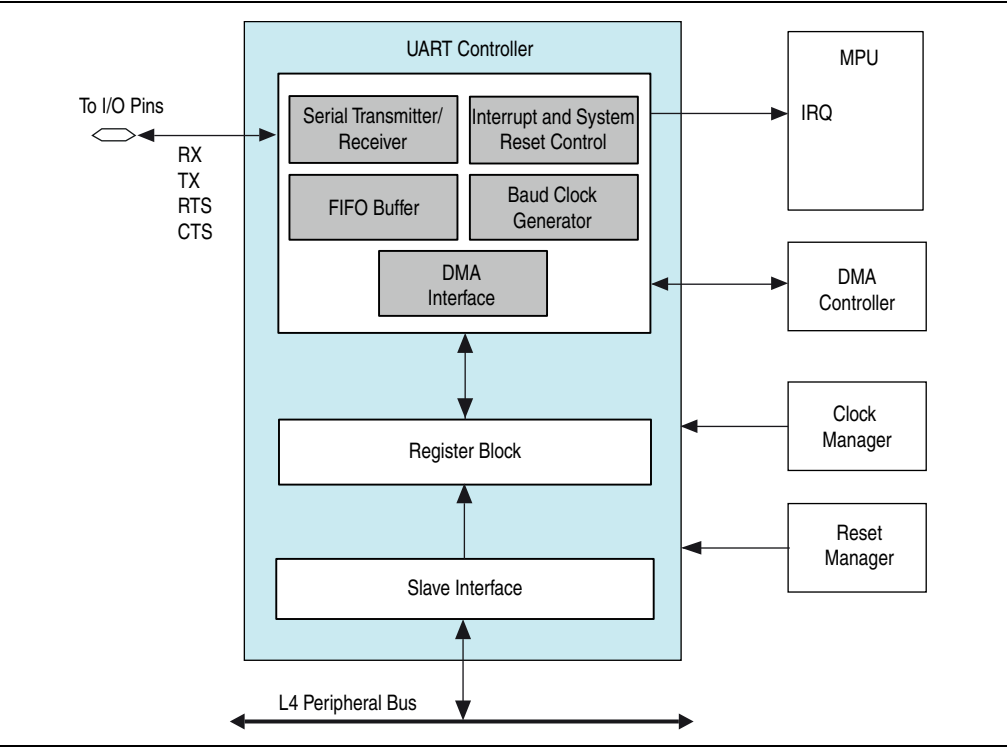 UART Controller
MPU
To I/O Pins
Serial Transmitter/
Receiver
Interrupt and System
Reset Control
IRQ
RX
TX
RTS
CTS
FIFO Buffer
Baud Clock
Generator
DMA
Interface
DMA
Controller
Clock
Manager
Register Block
Reset
Manager
Slave Interface
L4 Peripheral Bus